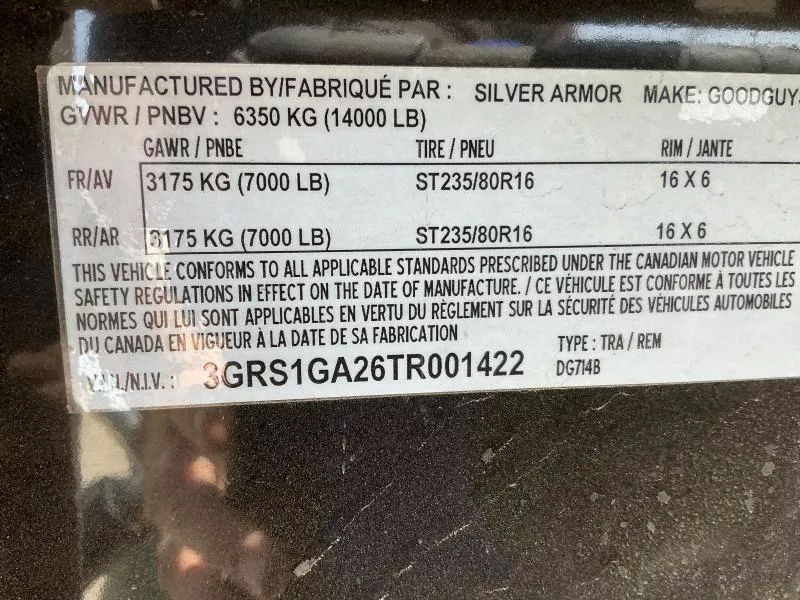 MANUFACTURED BY/FABRIQUÉ PAR : SILVER ARMOR MAKE: GOODGUYS
GVWR / PNBV : 6350 KG (14000 LB)
GAWR / PNBE TIRE / PNEU RIM / JANTE
FR/AV 3175 KG (7000 LB) ST235/80R16 16 X 6
RR/AR 3175 KG (7000 LB) ST235/80R16 16 X 6
THIS VEHICLE CONFORMS TO ALL APPLICABLE STANDARDS PRESCRIBED UNDER THE CANADIAN MOTOR VEHICLE
SAFETY REGULATIONS IN EFFECT ON THE DATE OF MANUFACTURE. / CE VÉHICULE EST CONFORME À TOUTES LES
NORMES QUI LUI SONT APPLICABLES EN VERTU DU RÈGLEMENT SUR LA SÉCURITÉ DES VÉHICULES AUTOMOBILES
DU CANADA EN VIGUEUR À LA DATE DE SA FABRICATION
TYPE : TRA / REM
V.I.N./N.I.V. : 3GRS1GA26TR001422 DG714B